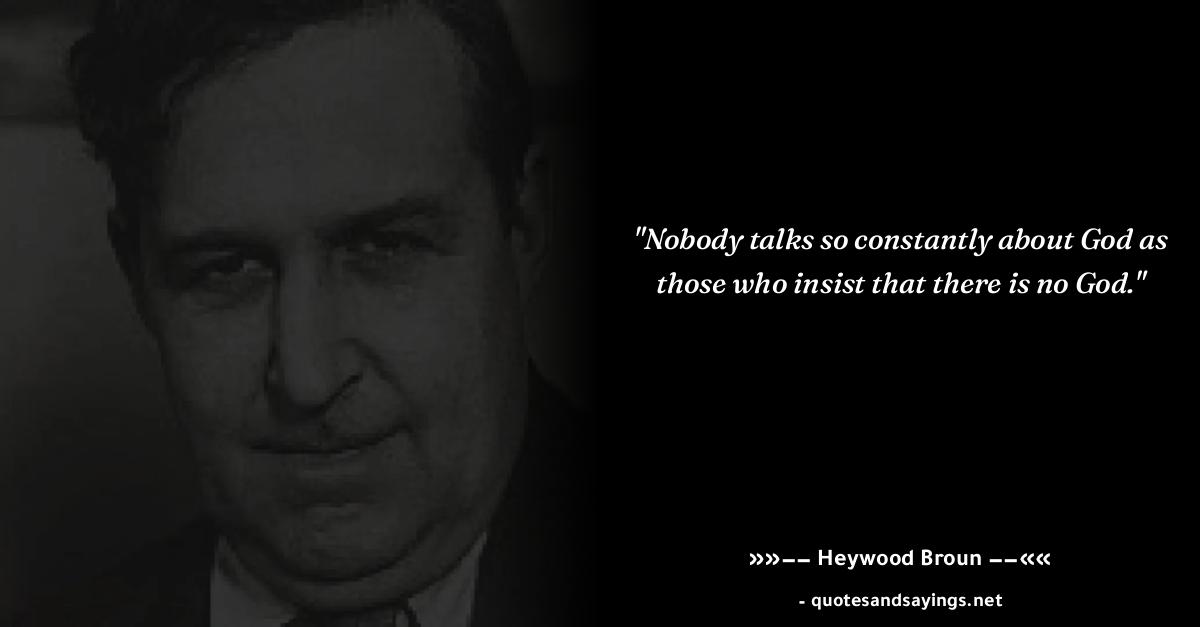 "Nobody talks so constantly about God as
those who insist that there is no God."
»»–– Heywood Broun ––««
- quotesandsayings.net